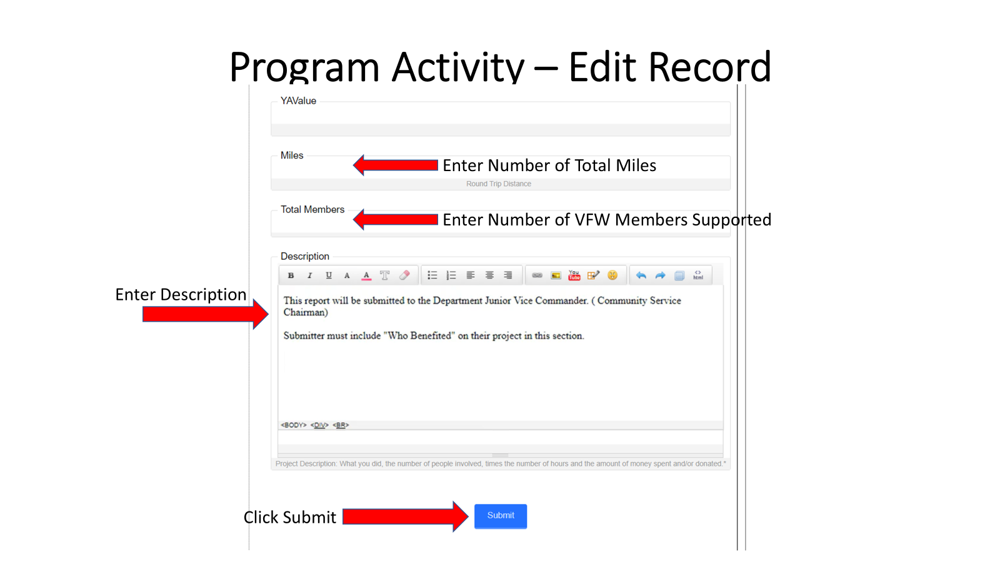 Program Activity – Edit Record
YAValue
Miles
Enter Number of Total Miles
Round Trip Distance
Total Members
Enter Number of VFW Members Supported
Description
B I U A A T
You Tube
<> html
Enter Description
This report will be submitted to the Department Junior Vice Commander. ( Community Service
Chairman)
Submitter must include "Who Benefited" on their project in this section.
<BODY> <DIV> <BR>
Project Description: What you did, the number of people involved, times the number of hours and the amount of money spent and/or donated.*
Click Submit
Submit